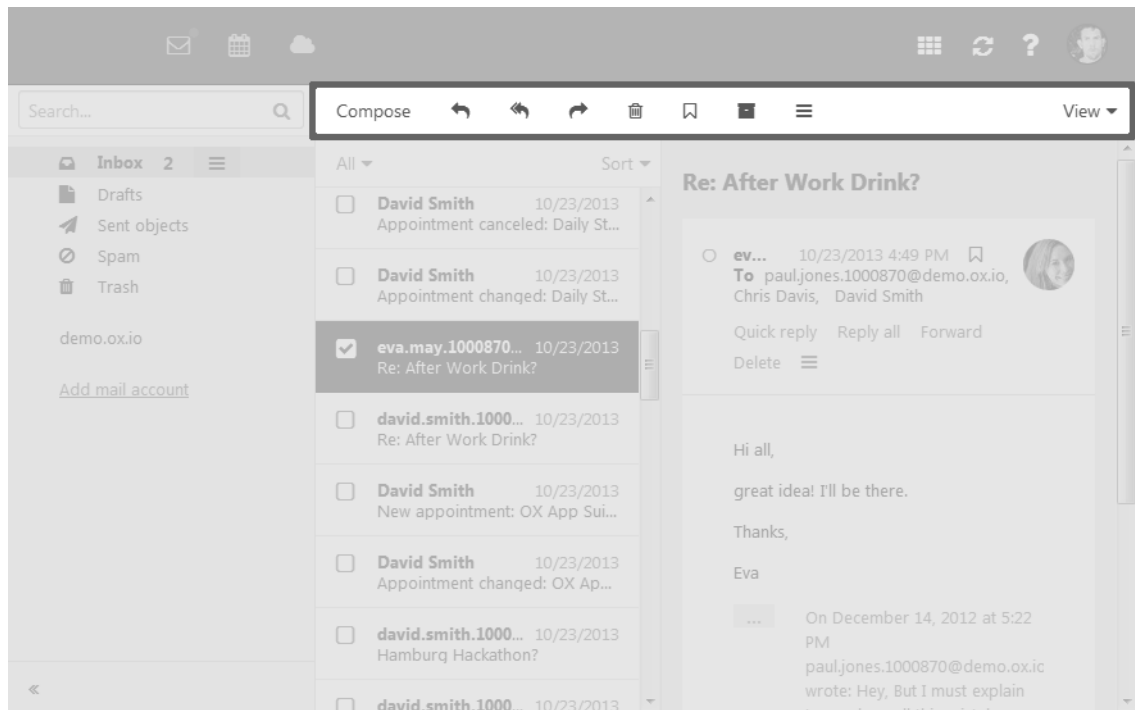 Search...
Compose
View
Inbox 2
Drafts
Sent objects
Spam
Trash
demo.ox.io
Add mail account
All
Sort
David Smith 10/23/2013
Appointment canceled: Daily St...
David Smith 10/23/2013
Appointment changed: Daily St...
eva.may.1000870... 10/23/2013
Re: After Work Drink?
david.smith.1000... 10/23/2013
Re: After Work Drink?
David Smith 10/23/2013
New appointment: OX App Sui...
David Smith 10/23/2013
Appointment changed: OX Ap...
david.smith.1000... 10/23/2013
Hamburg Hackathon?
david.smith.1000... 10/23/2013
Re: After Work Drink?
ev... 10/23/2013 4:49 PM
To paul.jones.1000870@demo.ox.io,
Chris Davis, David Smith
Quick reply Reply all Forward
Delete
Hi all,
great idea! I'll be there.
Thanks,
Eva
...
On December 14, 2012 at 5:22
PM
paul.jones.1000870@demo.ox.ic
wrote: Hey, But I must explain